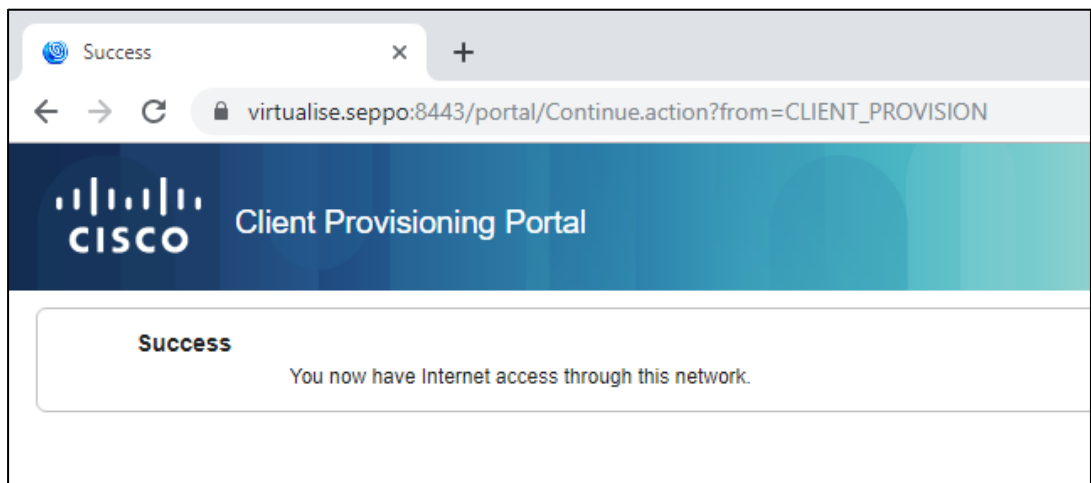 Success
virtualise.seppo:8443/portal/Continue.action?from=CLIENT_PROVISION
CISCO
Client Provisioning Portal
Success
You now have Internet access through this network.